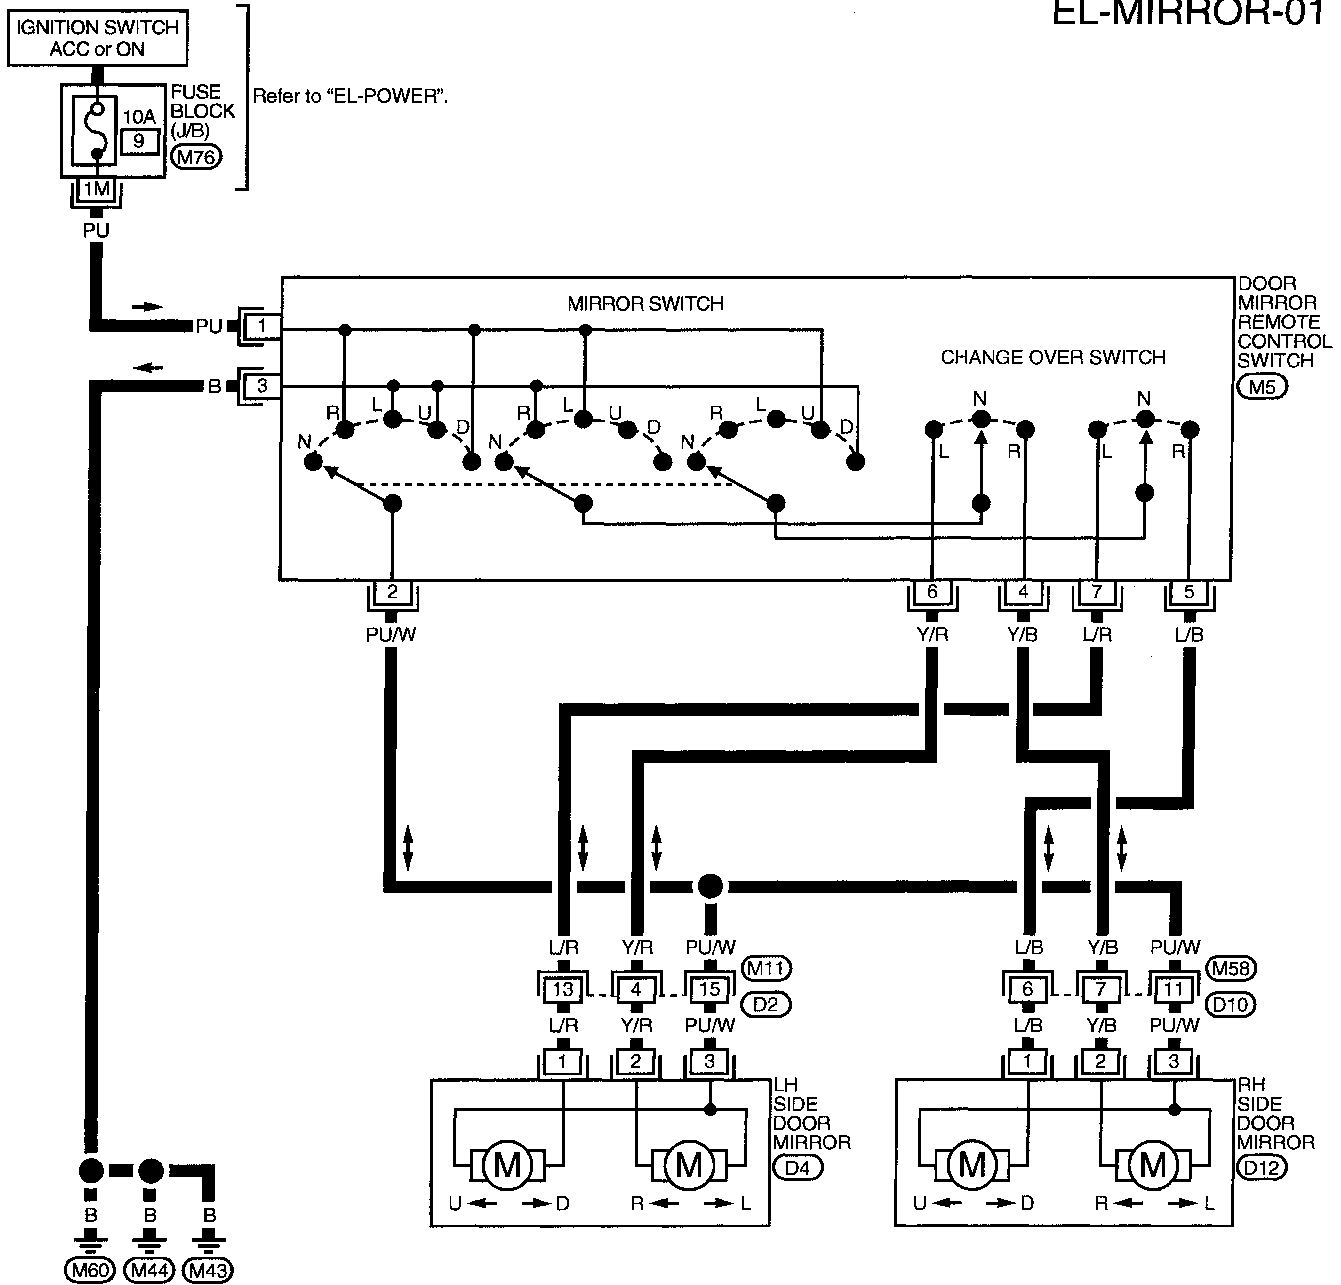 EL-MIRROR-01
IGNITION SWITCH
ACC or ON
FUSE
BLOCK
(J/B)
M76
10A
9
Refer to “EL-POWER”.
1M
PU
PU
1
B
3
MIRROR SWITCH
CHANGE OVER SWITCH
DOOR
MIRROR
REMOTE
CONTROL
SWITCH
M5
N R L U D
N R L U D
N R L U D
L N R
L N R
2 6 4 7 5
PU/W Y/R Y/B L/R L/B
L/R Y/R PU/W
L/B Y/B PU/W
13 4 15
M11
D2
6 7 11
M58
D10
L/R Y/R PU/W
L/B Y/B PU/W
1 2 3
1 2 3
LH
SIDE
DOOR
MIRROR
D4
RH
SIDE
DOOR
MIRROR
D12
M M
M M
U D R L
U D R L
B B B
M60 M44 M43